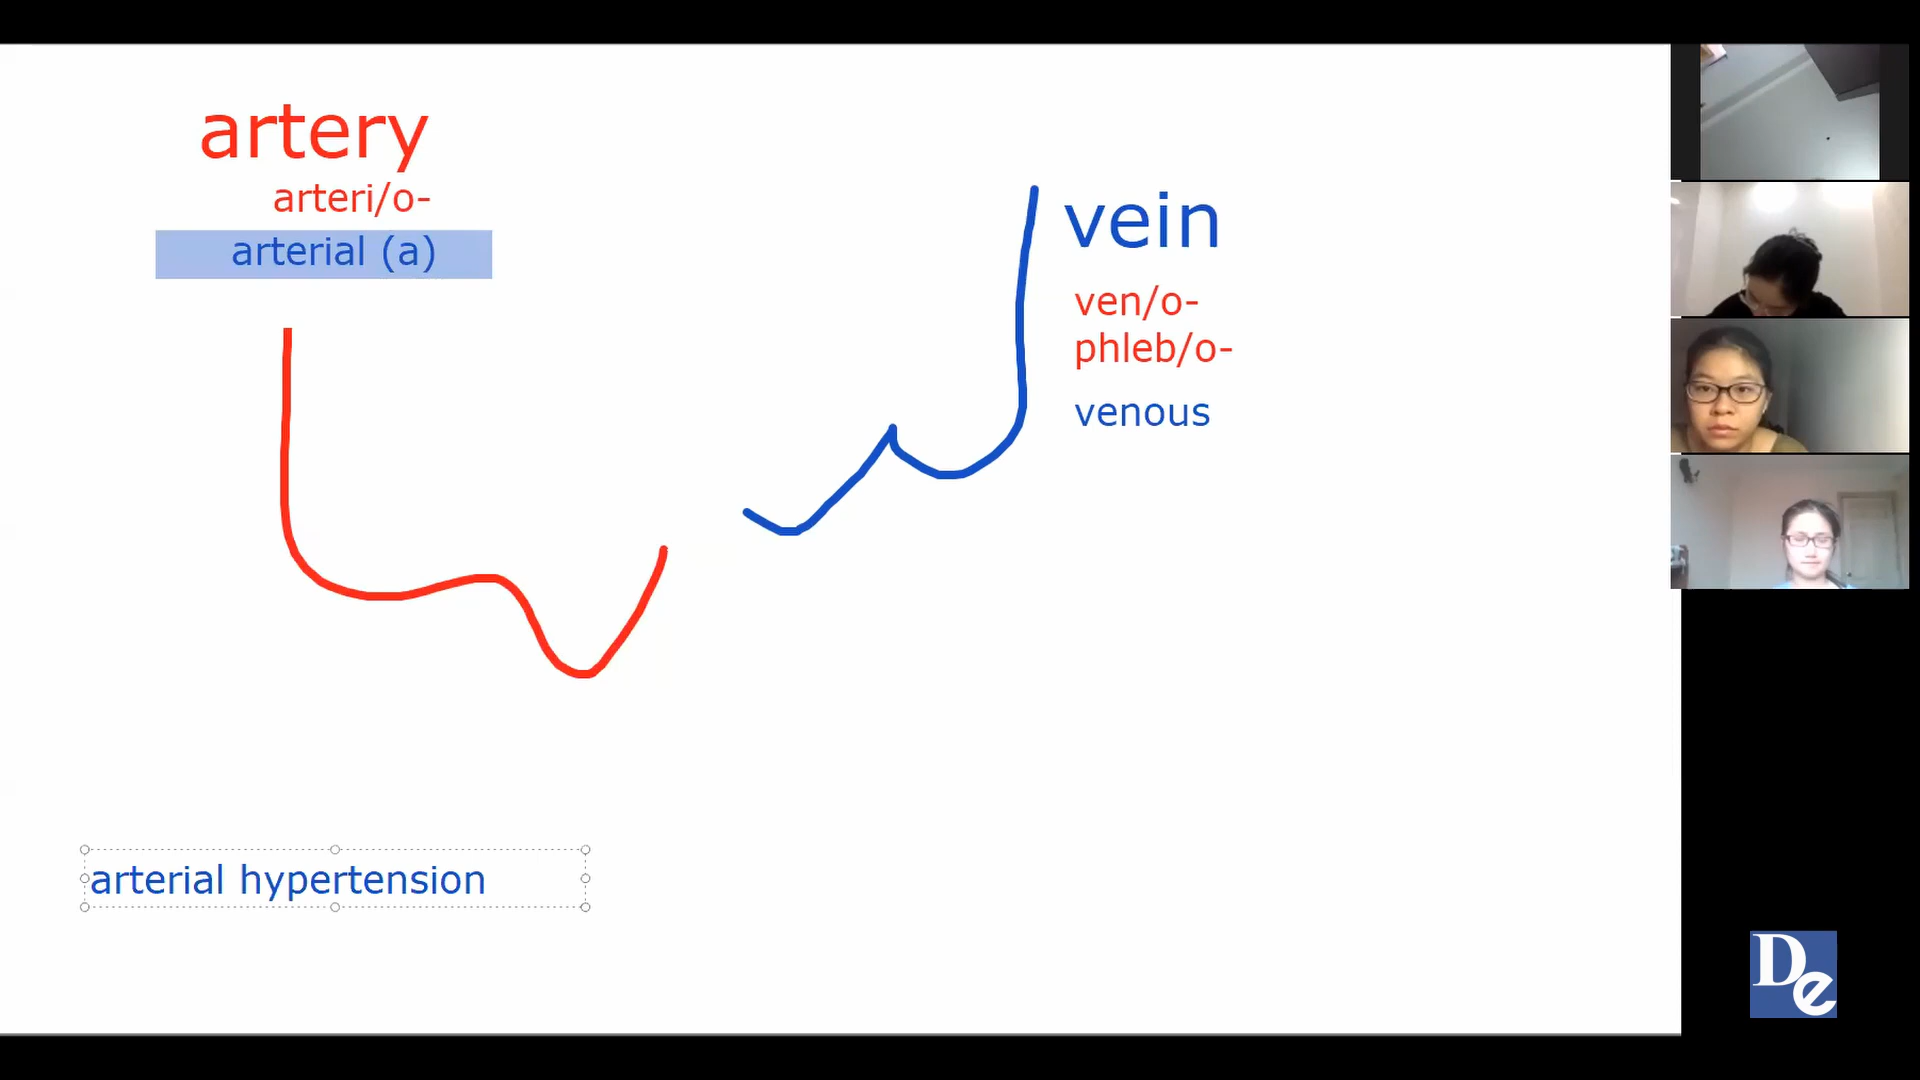 artery
arteri/o-
arterial (a)
vein
ven/o-
phleb/o-
venous
arterial hypertension
De